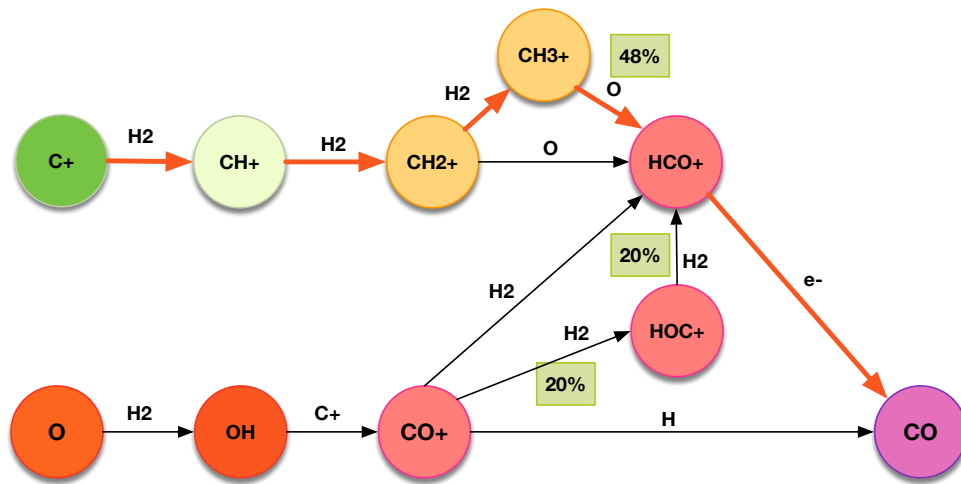 CH3+
48%
H2
O
H2
H2
C+
CH+
CH2+
O
HCO+
20%
H2
H2
e-
H2
HOC+
20%
H2
C+
H
O
OH
CO+
CO